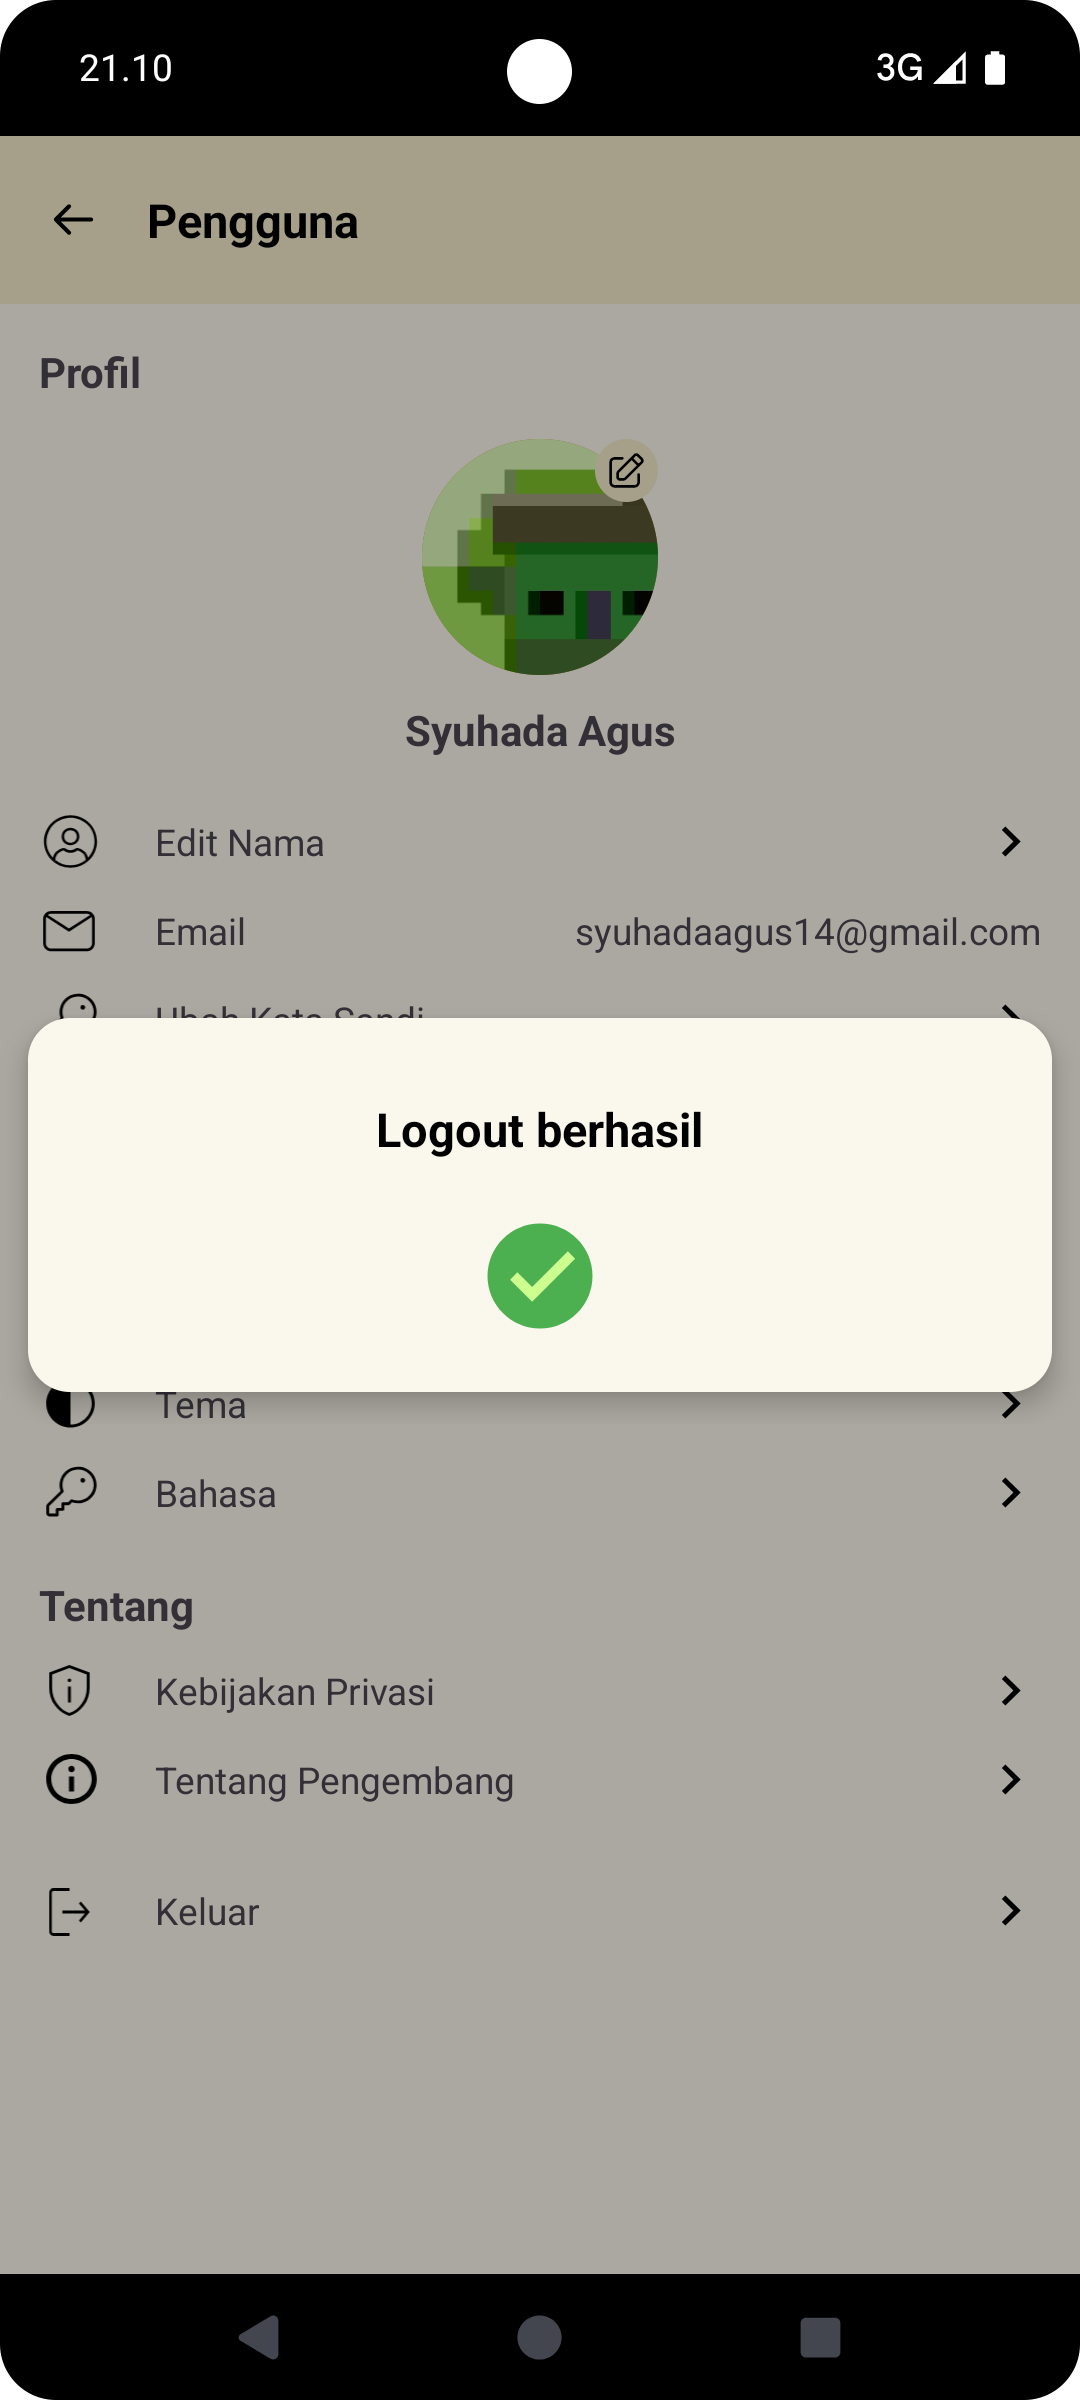 21.10
3G
Pengguna
Profil
Syuhada Agus
Edit Nama
Email
syuhadaagus14@gmail.com
Ubah Kata Sandi
Logout berhasil
Tema
Bahasa
Tentang
Kebijakan Privasi
Tentang Pengembang
Keluar